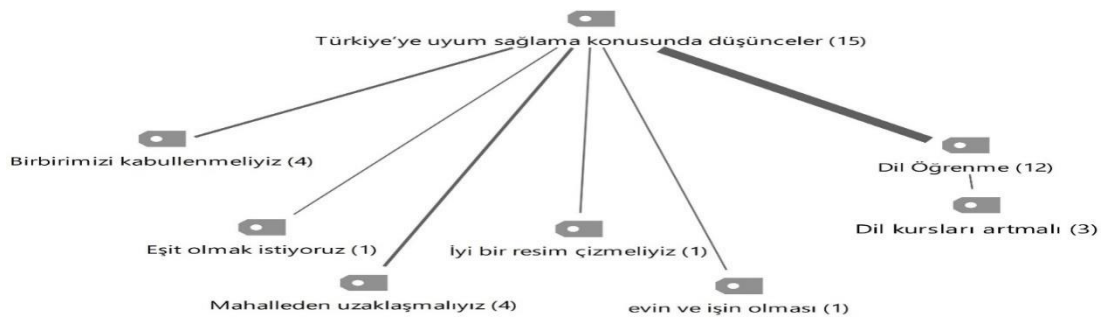 Türkiye’ye uyum sağlama konusunda düşünceler (15)
Birbirimizi kabullenmeliyiz (4)
Dil Öğrenme (12)
Dil kursları artmalı (3)
Eşit olmak istiyoruz (1)
İyi bir resim çizmeliyiz (1)
Mahalleden uzaklaşmalıyız (4)
evin ve işin olması (1)